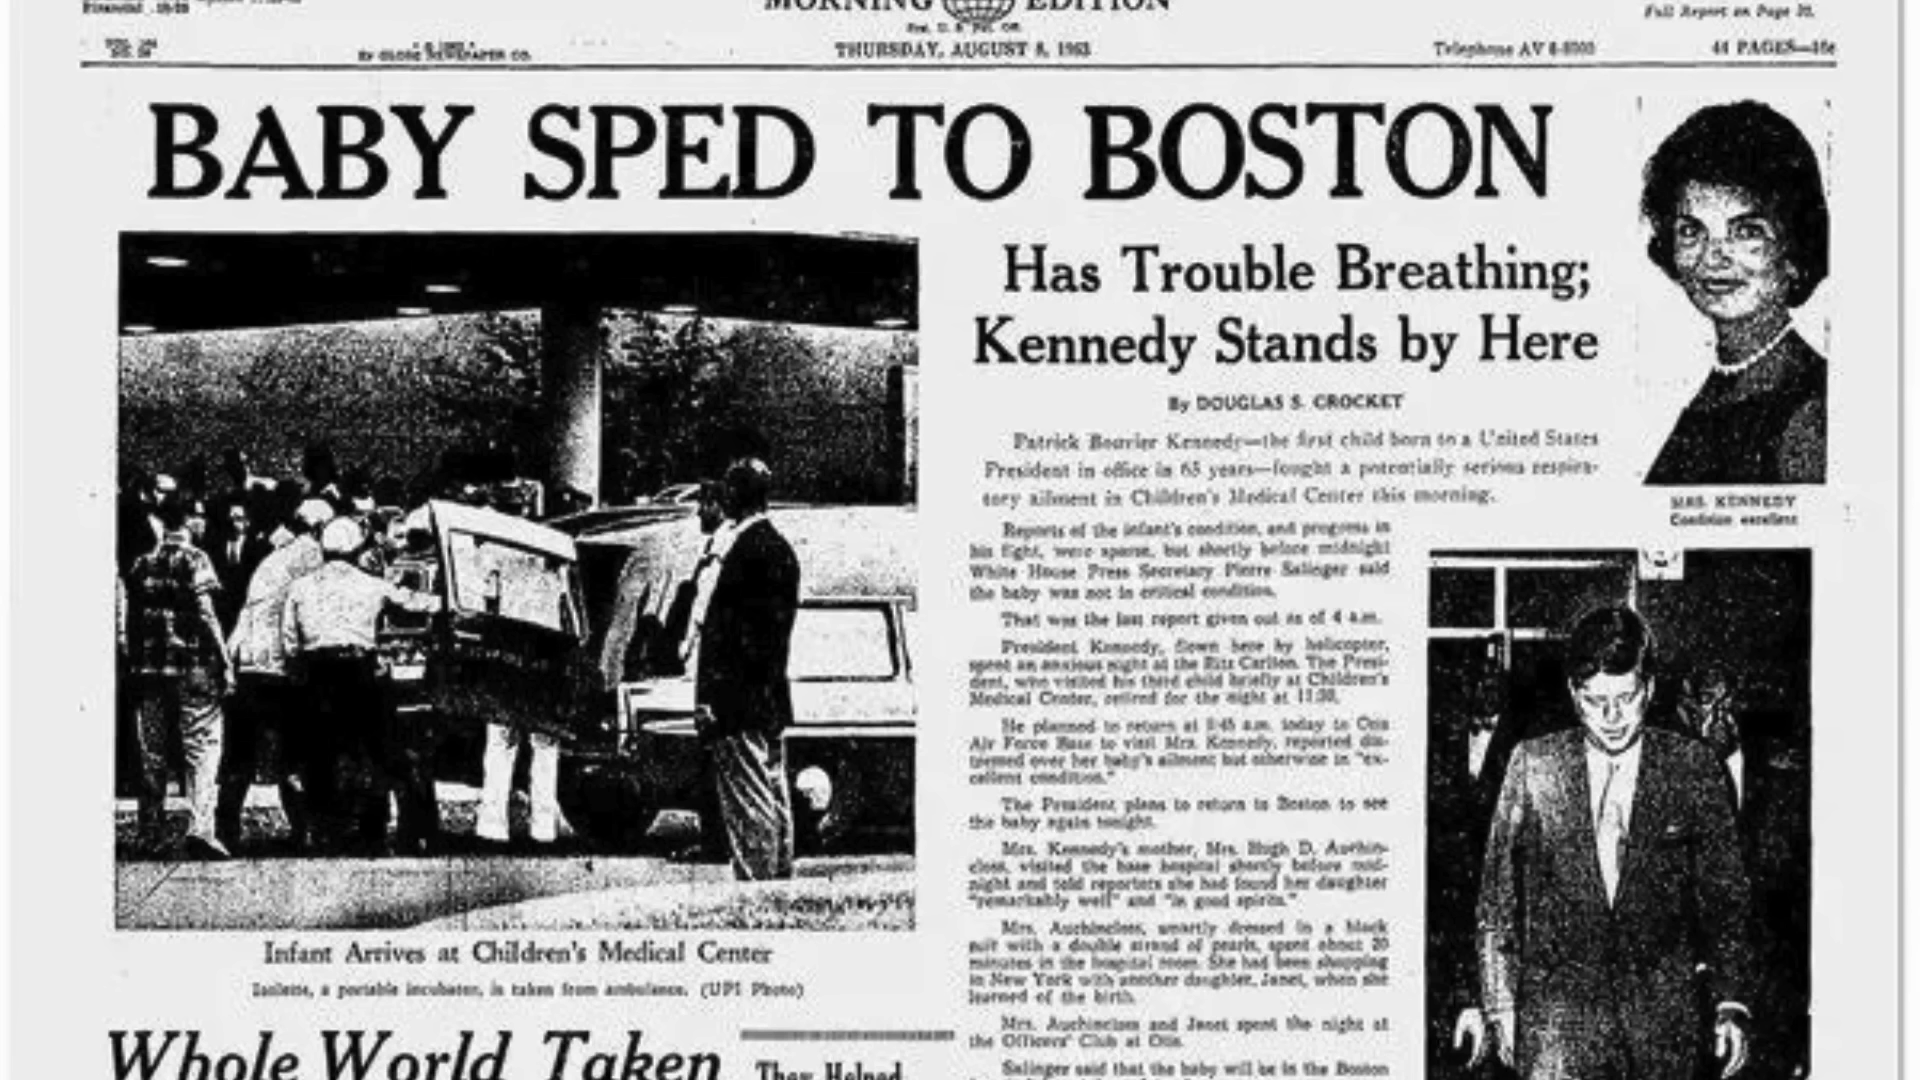 Financial
MORNING EDITION
Full Report on Page 32.
BY GLOBE NEWSPAPER CO.
THURSDAY, AUGUST 8, 1963
Telephone AV 8-8000
44 PAGES—10c
BABY SPED TO BOSTON
Has Trouble Breathing;
Kennedy Stands by Here
By DOUGLAS S. CROCKET
Patrick Bouvier Kennedy—the first child born to a United States
President in office in 65 years—fought a potentially serious respira-
tory ailment in Children's Medical Center this morning.
MRS. KENNEDY
Condition excellent
Reports of the infant's condition, and progress in
his fight, were sparse, but shortly before midnight
White House Press Secretary Pierre Salinger said
the baby was not in critical condition.
That was the last report given out as of 4 a.m.
President Kennedy, flown here by helicopter,
spent an anxious night at the Ritz Carlton. The Presi-
dent, who visited his third child briefly at Children's
Medical Center, retired for the night at 11:30.
He planned to return at 8:45 a.m. today to Otis
Air Force Base to visit Mrs. Kennedy, reported dis-
tressed over her baby's ailment but otherwise in "ex-
cellent condition."
The President plans to return to Boston to see
the baby again tonight.
Mrs. Kennedy's mother, Mrs. Hugh D. Auchin-
closs, visited the base hospital shortly before mid-
night and told reporters she had found her daughter
"remarkably well" and "in good spirits."
Mrs. Auchincloss, smartly dressed in a black
suit with a double strand of pearls, spent about 20
minutes in the hospital room. She had been shopping
in New York with another daughter, Janet, when she
learned of the birth.
Mrs. Auchincloss and Janet spent the night at
the Officers' Club at Otis.
Salinger said that the baby will be in the Boston
Infant Arrives at Children's Medical Center
Isolette, a portable incubator, is taken from ambulance. (UPI Photo)
Whole World Taken
They Helped